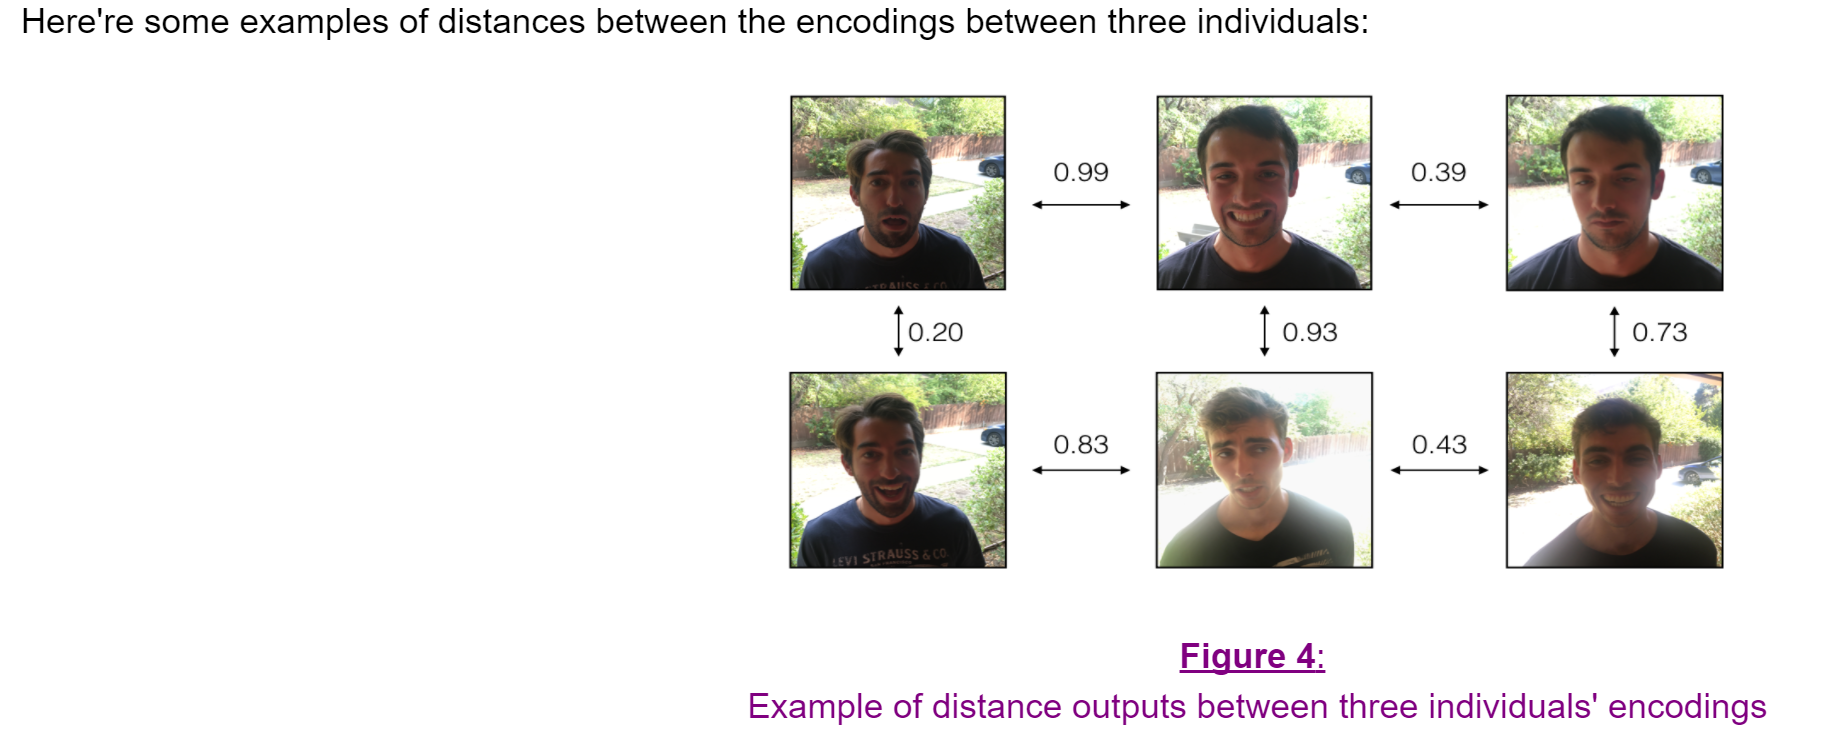 Here're some examples of distances between the encodings between three individuals:
0.99
0.39
STRAUSS & CO
0.20
0.93
0.73
0.83
0.43
LEVI STRAUSS & CO.
Figure 4:
Example of distance outputs between three individuals' encodings